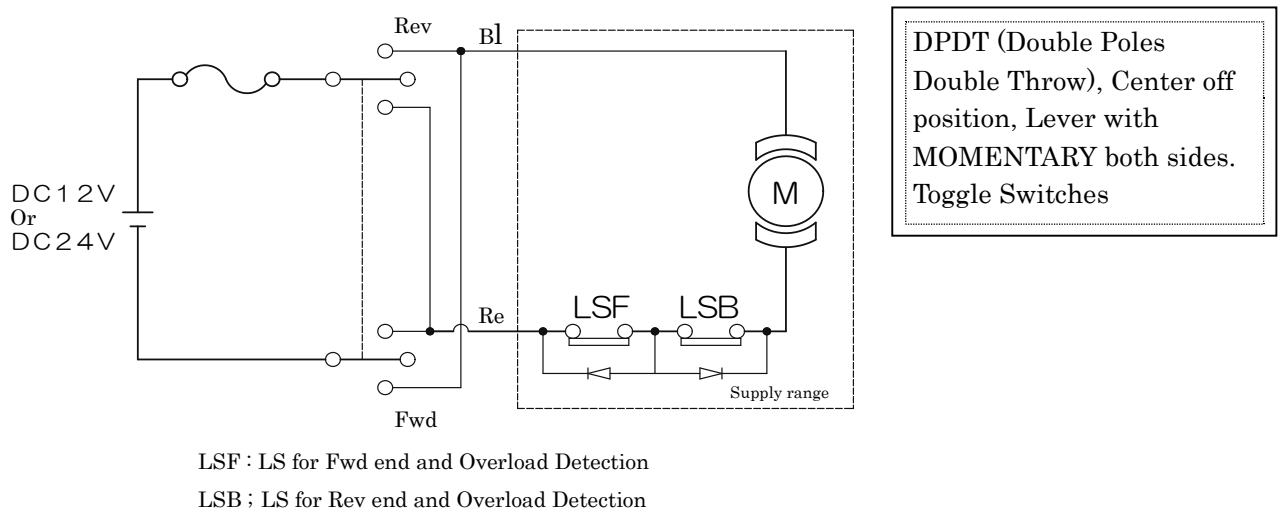 Rev
Bl
DC12V
Or
DC24V
M
LSF LSB
Re
Supply range
Fwd
LSF : LS for Fwd end and Overload Detection
LSB ; LS for Rev end and Overload Detection
DPDT (Double Poles
Double Throw), Center off
position, Lever with
MOMENTARY both sides.
Toggle Switches